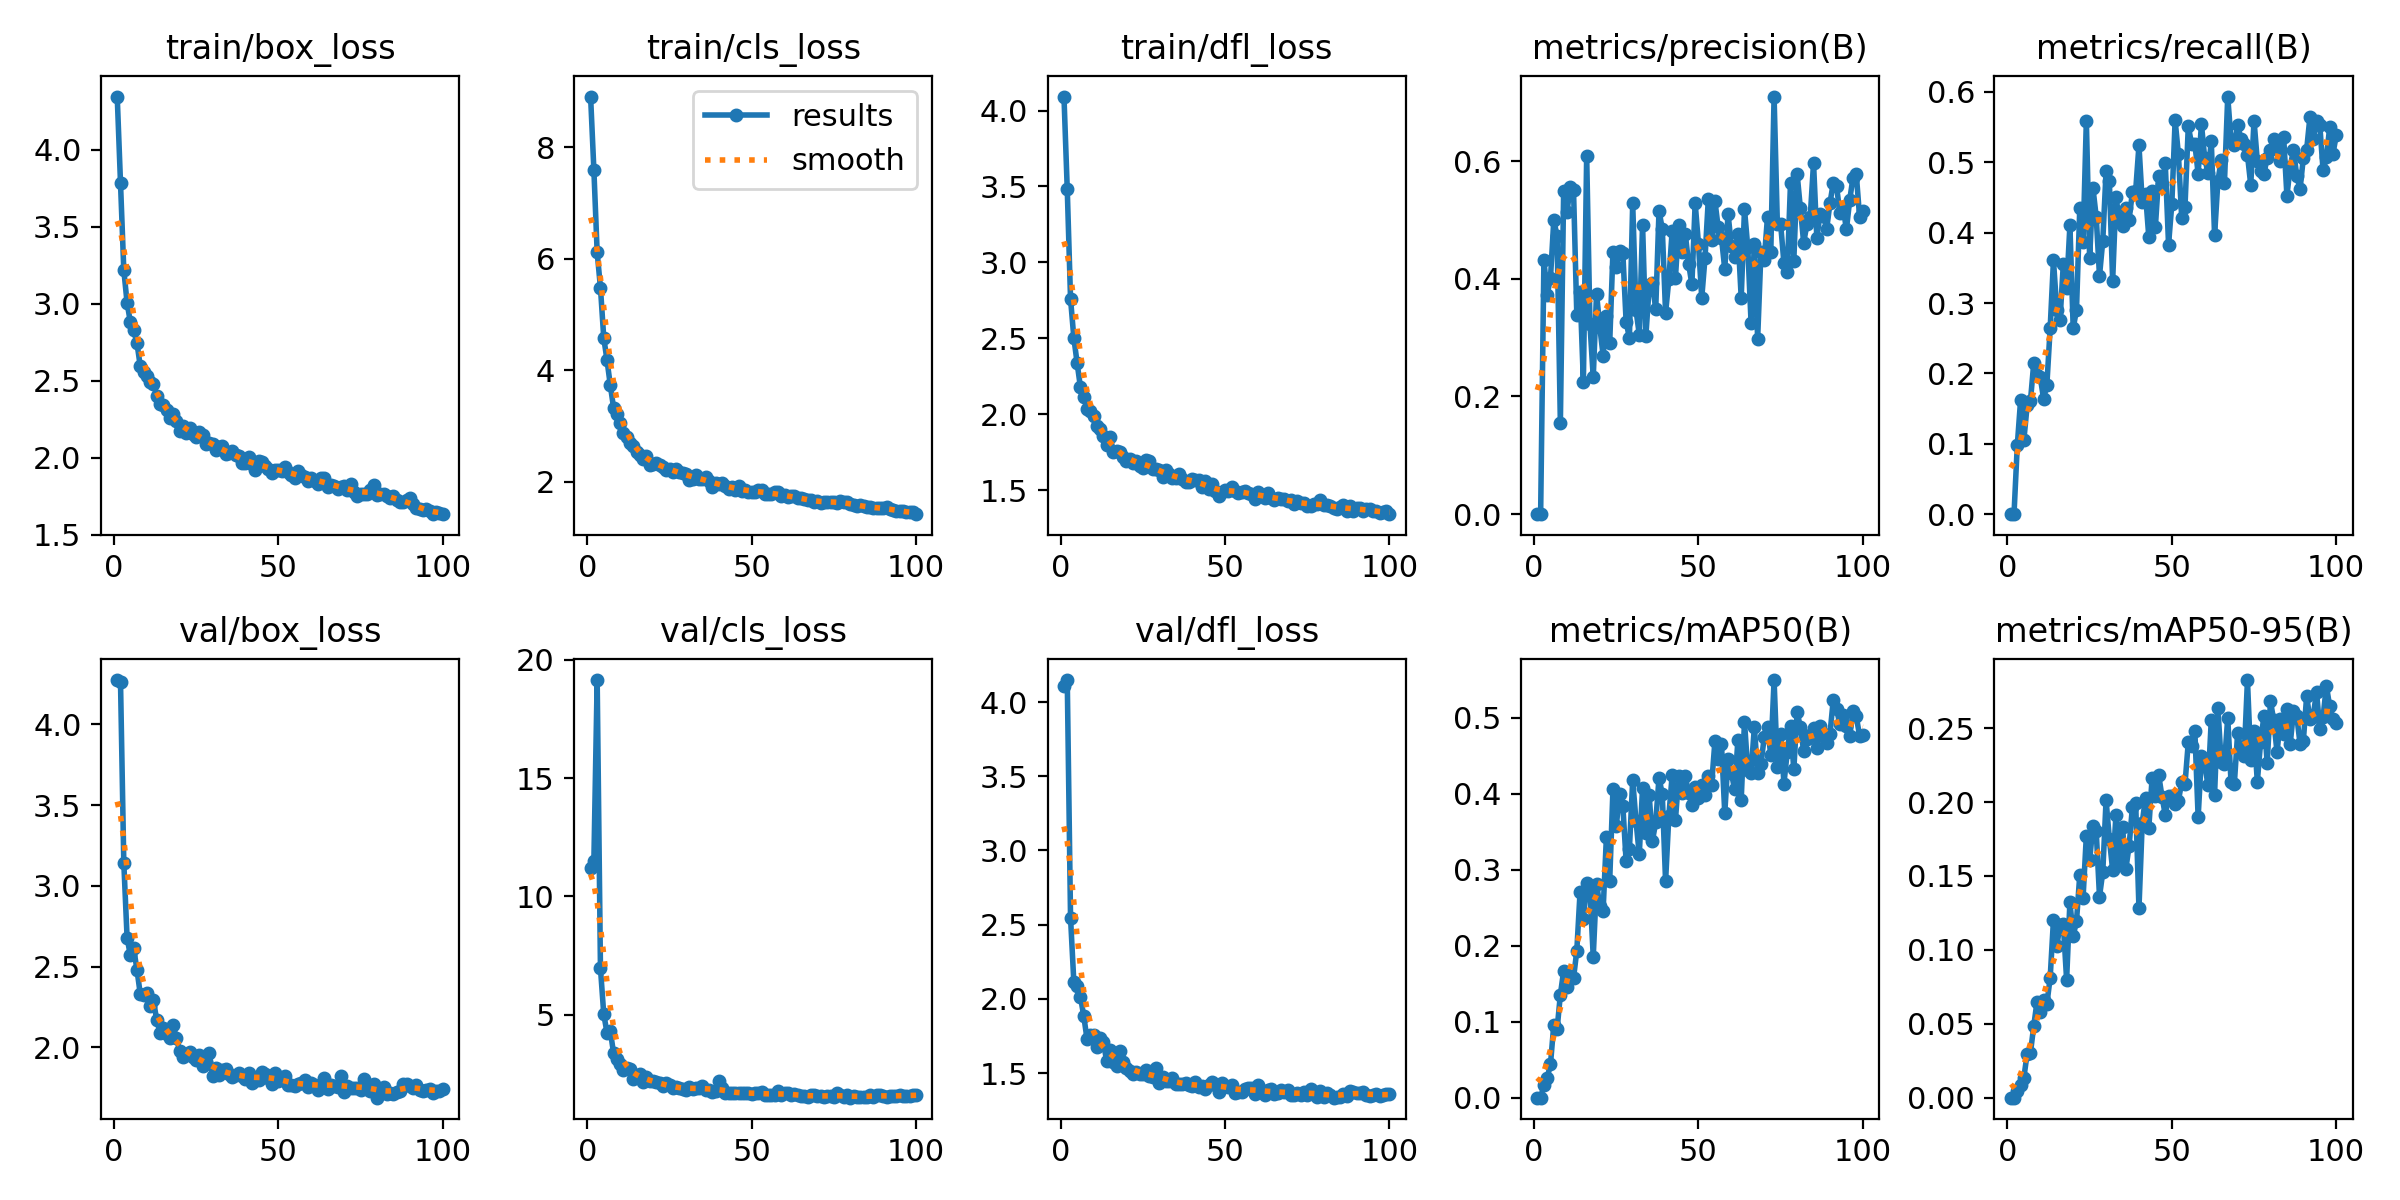 train/box_loss
4.0
3.5
3.0
2.5
2.0
1.5
0 50 100
train/cls_loss
results
smooth
8
6
4
2
0 50 100
train/dfl_loss
4.0
3.5
3.0
2.5
2.0
1.5
0 50 100
metrics/precision(B)
0.6
0.4
0.2
0.0
0 50 100
metrics/recall(B)
0.6
0.5
0.4
0.3
0.2
0.1
0.0
0 50 100
val/box_loss
4.0
3.5
3.0
2.5
2.0
0 50 100
val/cls_loss
20
15
10
5
0 50 100
val/dfl_loss
4.0
3.5
3.0
2.5
2.0
1.5
0 50 100
metrics/mAP50(B)
0.5
0.4
0.3
0.2
0.1
0.0
0 50 100
metrics/mAP50-95(B)
0.25
0.20
0.15
0.10
0.05
0.00
0 50 100